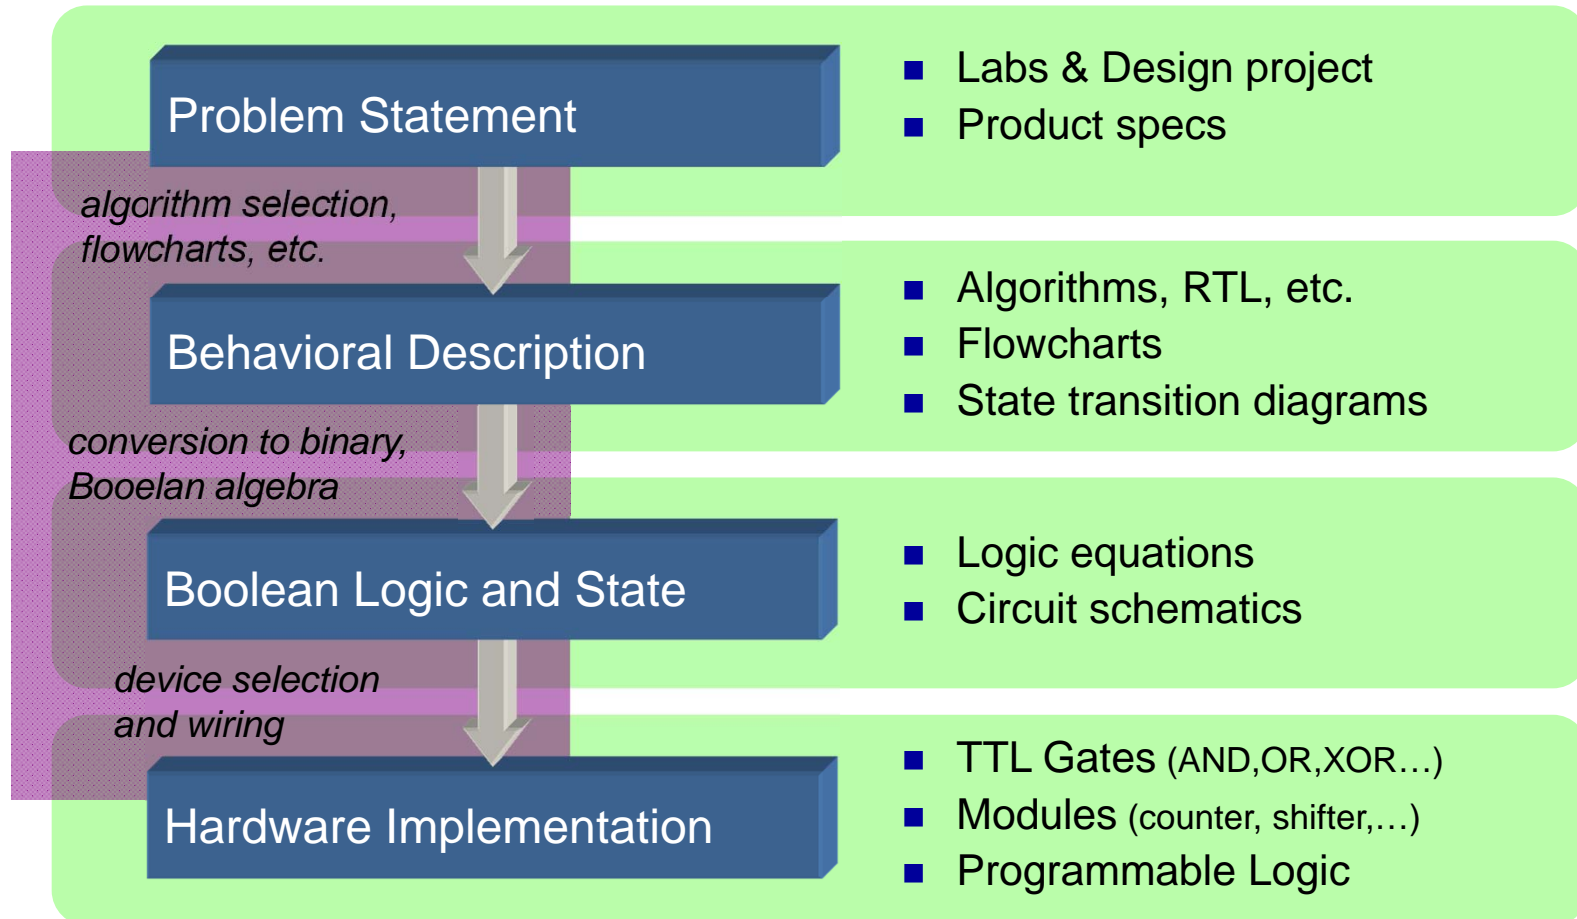 Problem Statement
■ Labs & Design project
■ Product specs
algorithm selection,
flowcharts, etc.
Behavioral Description
■ Algorithms, RTL, etc.
■ Flowcharts
■ State transition diagrams
conversion to binary,
Booelan algebra
Boolean Logic and State
■ Logic equations
■ Circuit schematics
device selection
and wiring
Hardware Implementation
■ TTL Gates (AND,OR,XOR…)
■ Modules (counter, shifter,…)
■ Programmable Logic